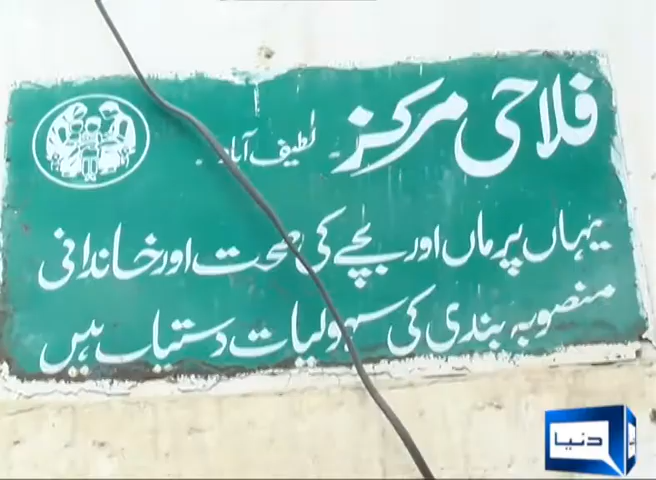 فلاحی مرکز لطیف آباد
یہاں پر ماں اور بچے کی صحت اور خاندانی
منصوبہ بندی کی سہولیات دستیاب ہیں
دنیا